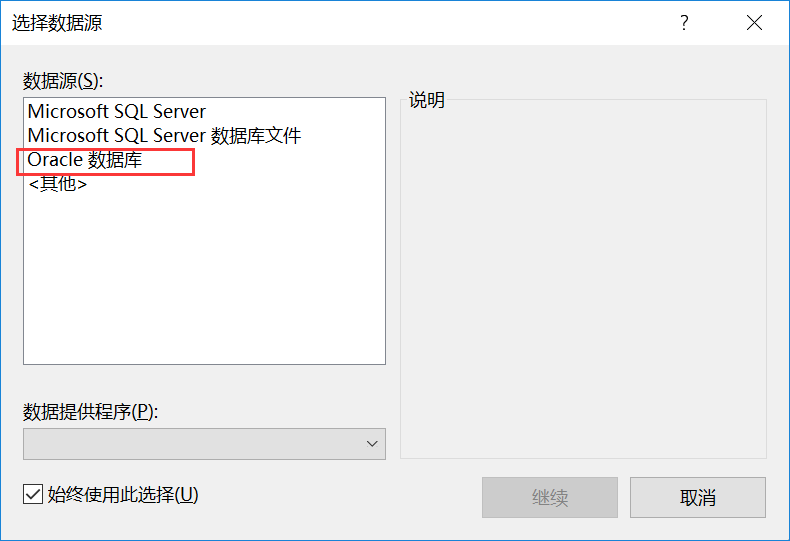 选择数据源
?
数据源(S):
说明
Microsoft SQL Server
Microsoft SQL Server 数据库文件
Oracle 数据库
<其他>
数据提供程序(P):
始终使用此选择(U)
继续
取消